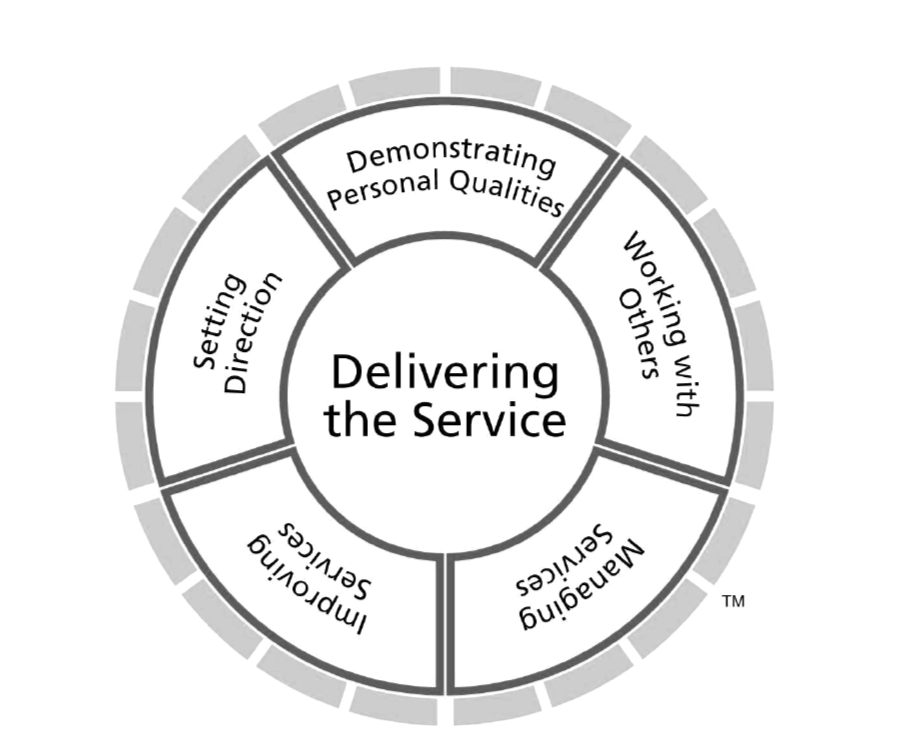 Demonstrating
Personal Qualities
Working with
Others
Managing
Services
Improving
Services
Setting
Direction
Delivering
the Service
TM